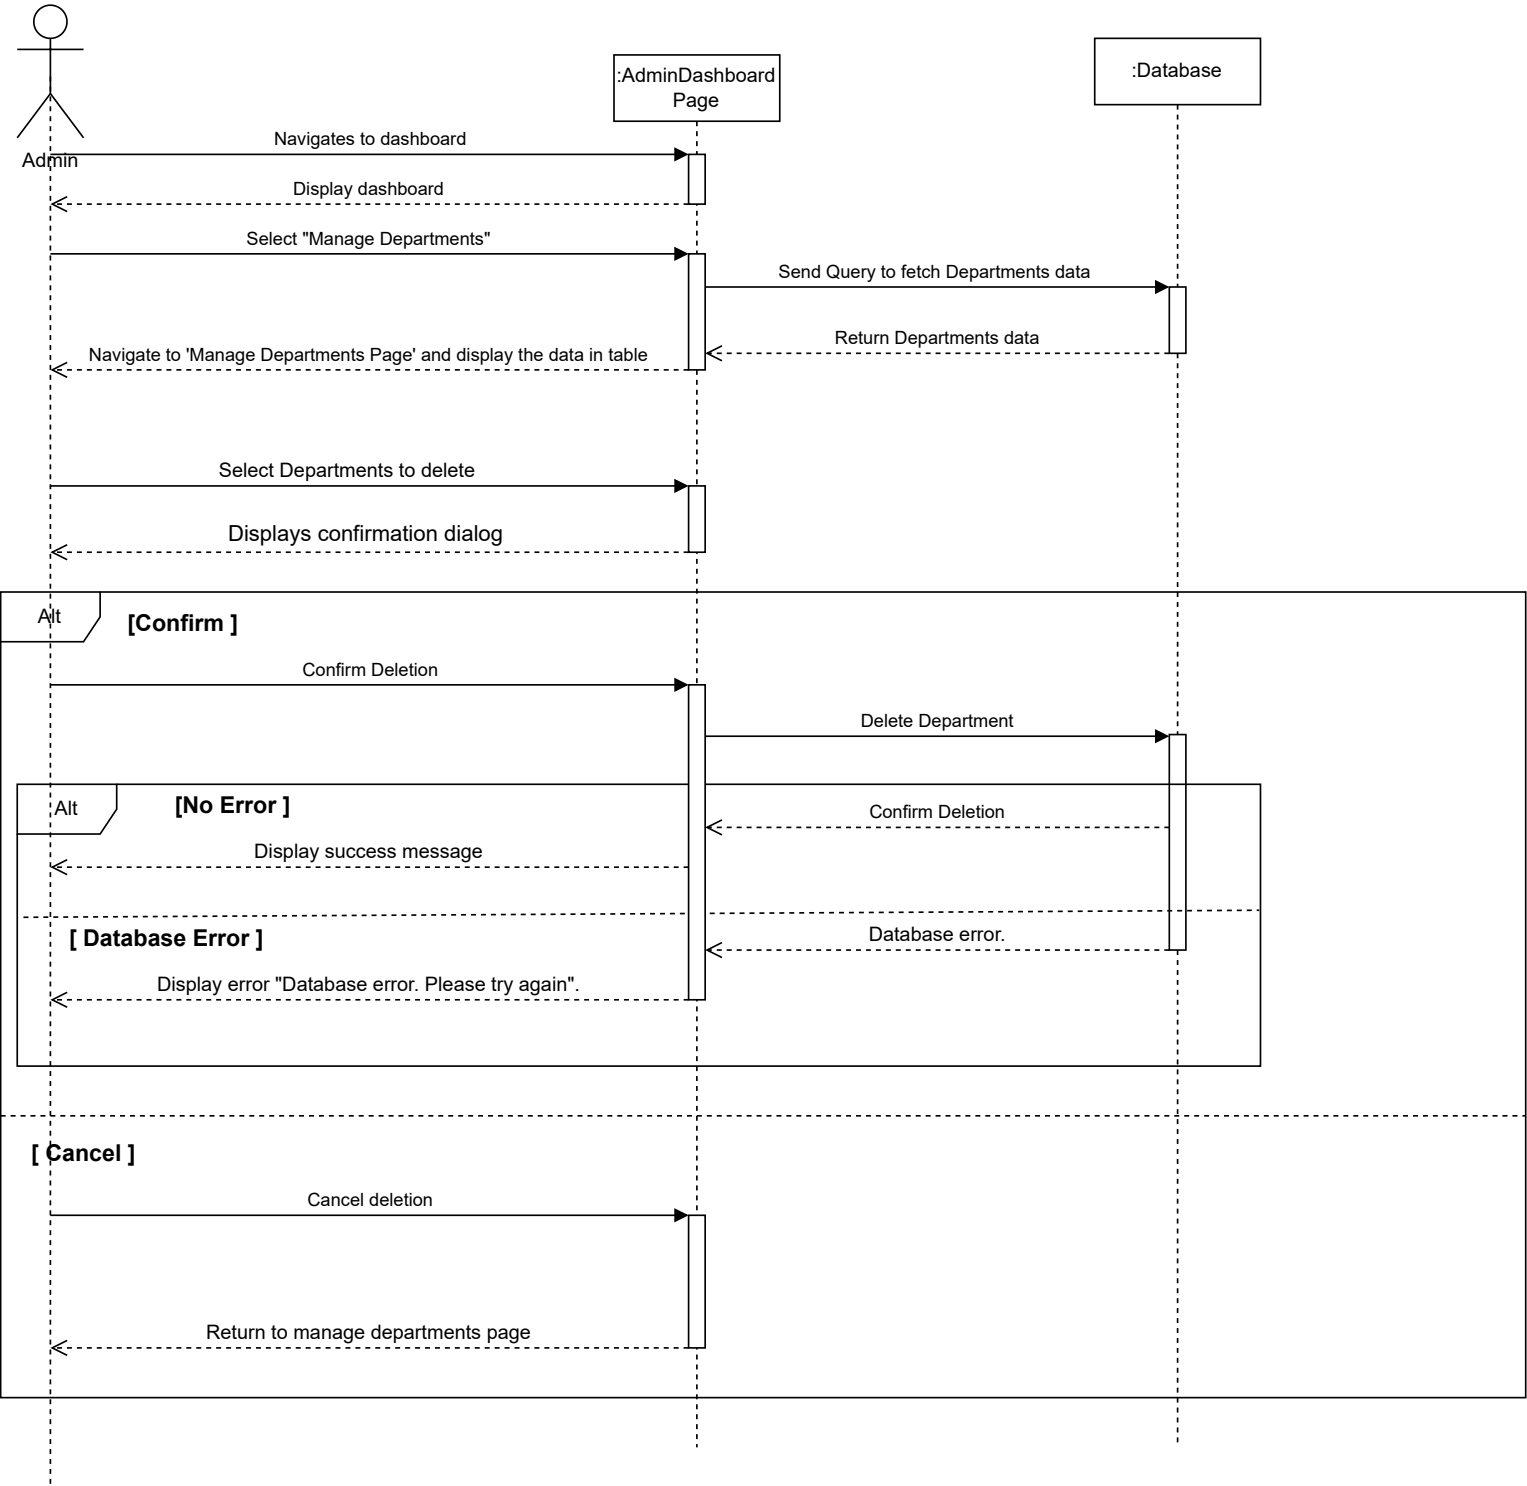 :AdminDashboard
Page
:Database
Admin
Navigates to dashboard
Display dashboard
Select "Manage Departments"
Send Query to fetch Departments data
Return Departments data
Navigate to 'Manage Departments Page' and display the data in table
Select Departments to delete
Displays confirmation dialog
Alt
[Confirm ]
Confirm Deletion
Delete Department
Alt
[No Error ]
Confirm Deletion
Display success message
[ Database Error ]
Database error.
Display error "Database error. Please try again".
[ Cancel ]
Cancel deletion
Return to manage departments page